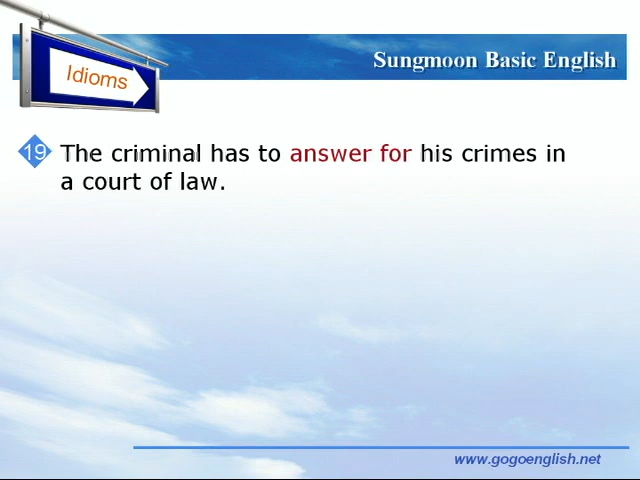 Sungmoon Basic English
Idioms
19 The criminal has to answer for his crimes in
a court of law.
www.gogoenglish.net